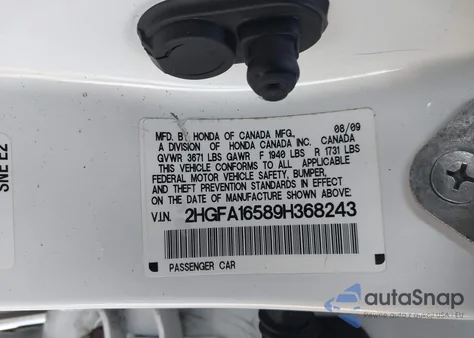 SNE E2
MFD. BY HONDA OF CANADA MFG. 08/09
A DIVISION OF HONDA CANADA INC. CANADA
GVWR 3671 LBS GAWR F 1940 LBS R 1731 LBS
THIS VEHICLE CONFORMS TO ALL APPLICABLE
FEDERAL MOTOR VEHICLE SAFETY, BUMPER,
AND THEFT PREVENTION STANDARDS IN EFFECT
ON THE DATE OF MANUFACTURE SHOWN ABOVE:
V.I.N. 2HGFA16589H368243
PASSENGER CAR
autoSnap